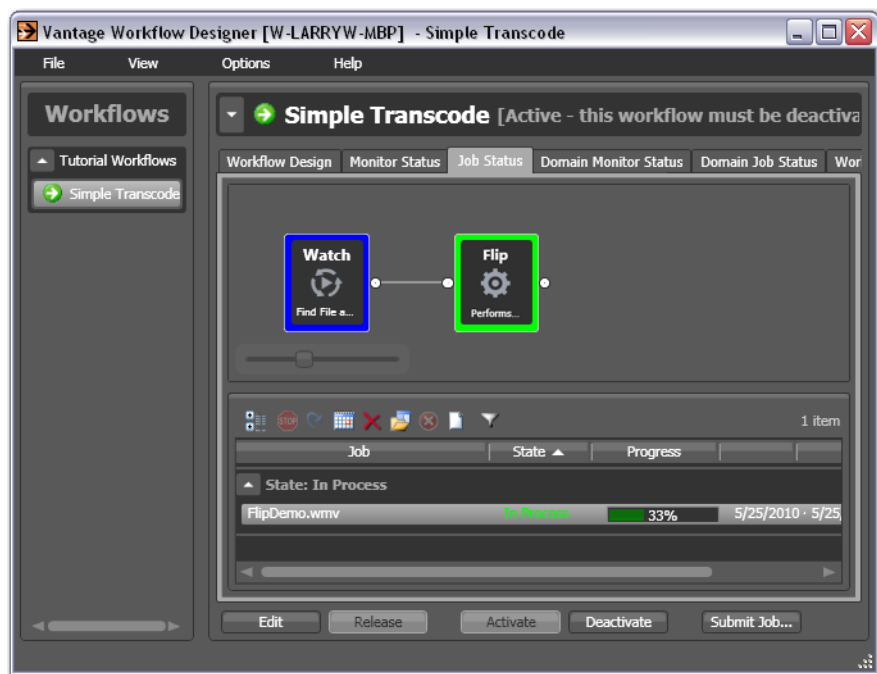 Vantage Workflow Designer [W-LARRYW-MBP] - Simple Transcode
File View Options Help
Workflows
Simple Transcode [Active - this workflow must be deactiva
Tutorial Workflows
Simple Transcode
Workflow Design Monitor Status Job Status Domain Monitor Status Domain Job Status Wor
Watch
Find File a...
Flip
Performs...
STOP
1 item
Job State Progress
State: In Process
FlipDemo.wmv In Process 33% 5/25/2010 · 5/25,
Edit Release Activate Deactivate Submit Job...